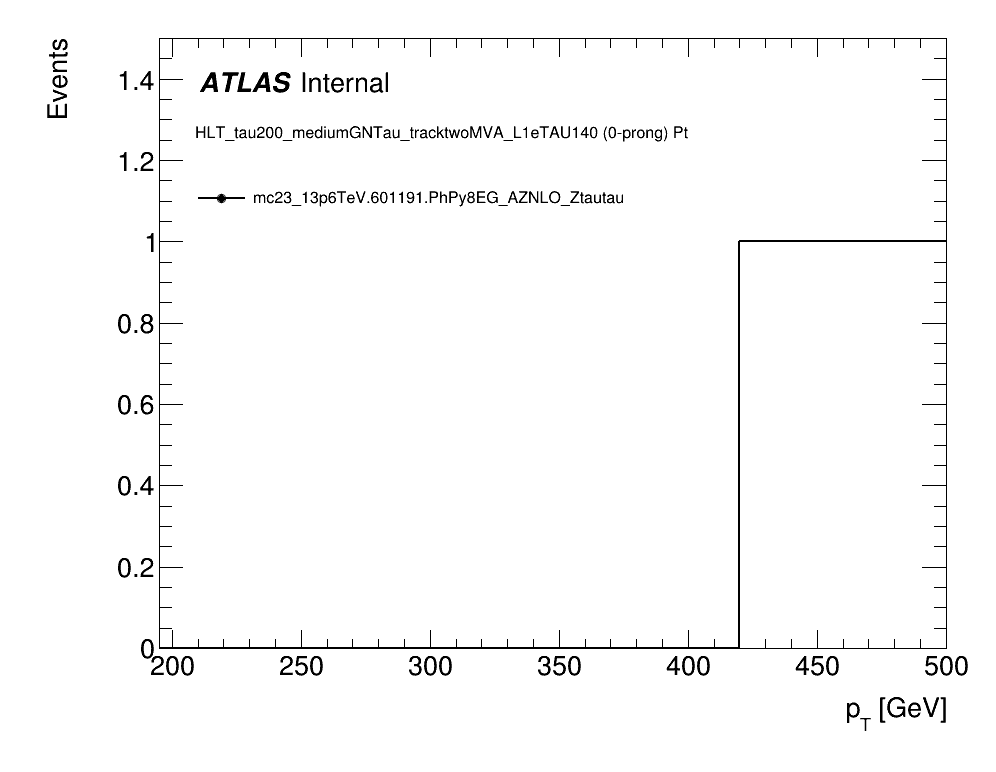 Events
ATLAS Internal
HLT_tau200_mediumGNTau_tracktwoMVA_L1eTAU140 (0-prong) Pt
mc23_13p6TeV.601191.PhPy8EG_AZNLO_Ztautau
1.4
1.2
1
0.8
0.6
0.4
0.2
0
200 250 300 350 400 450 500
p_T [GeV]